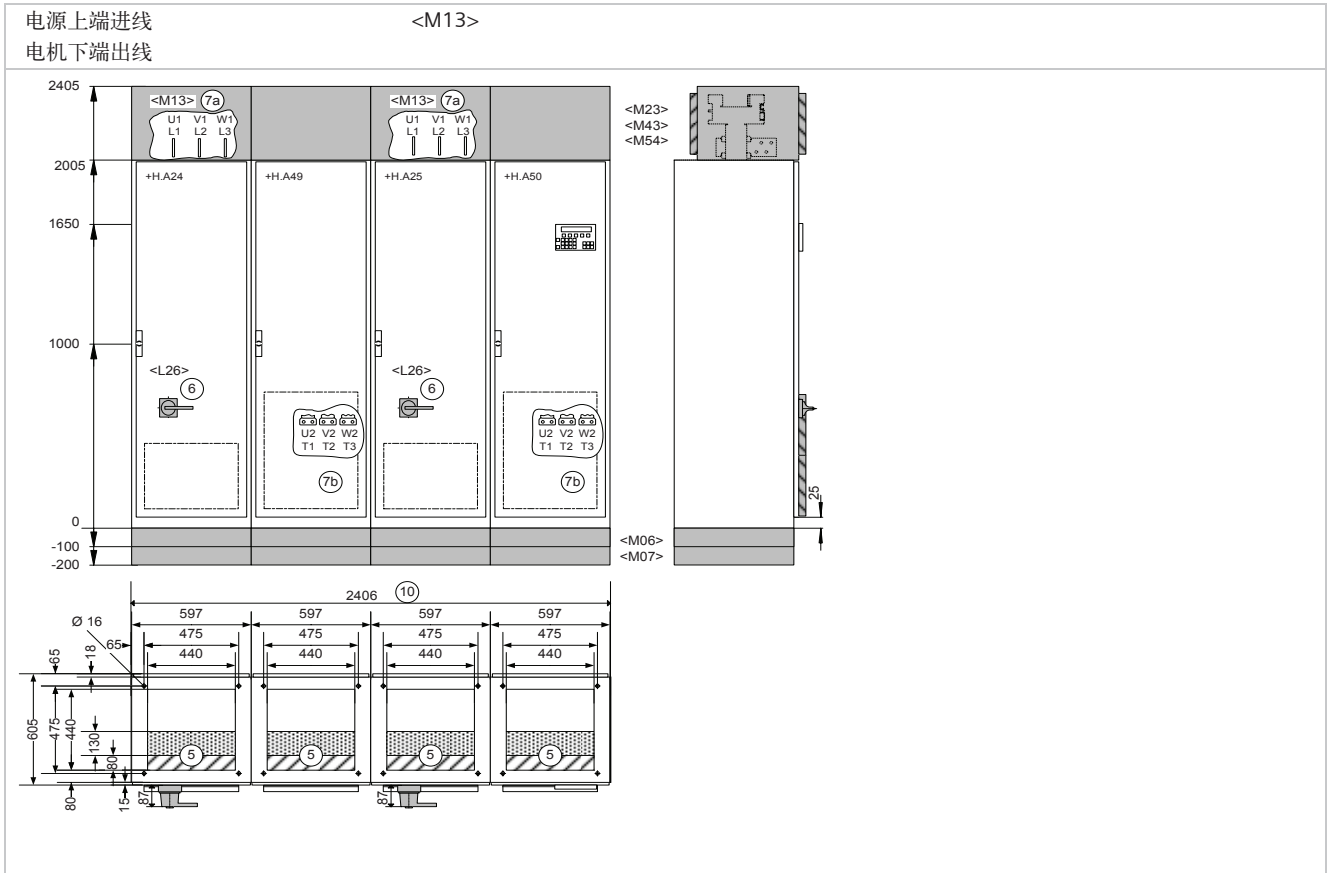 电源上端进线 <M13>
电机下端出线
2405
<M13> 7a <M13> 7a
U1 V1 W1 U1 V1 W1
L1 L2 L3 L1 L2 L3
<M23>
<M43>
<M54>
2005
+H.A24 +H.A49 +H.A25 +H.A50
1650
1000
<L26> <L26>
6 6
U2 V2 W2 U2 V2 W2
T1 T2 T3 T1 T2 T3
7b 7b
25
0
-100 <M06>
-200 <M07>
2406 10
597 597 597 597
Ø 16
475 475 475 475
65
440 440 440 440
65 18
605 475 440 130 80
5 5 5 5
80 15 87 87